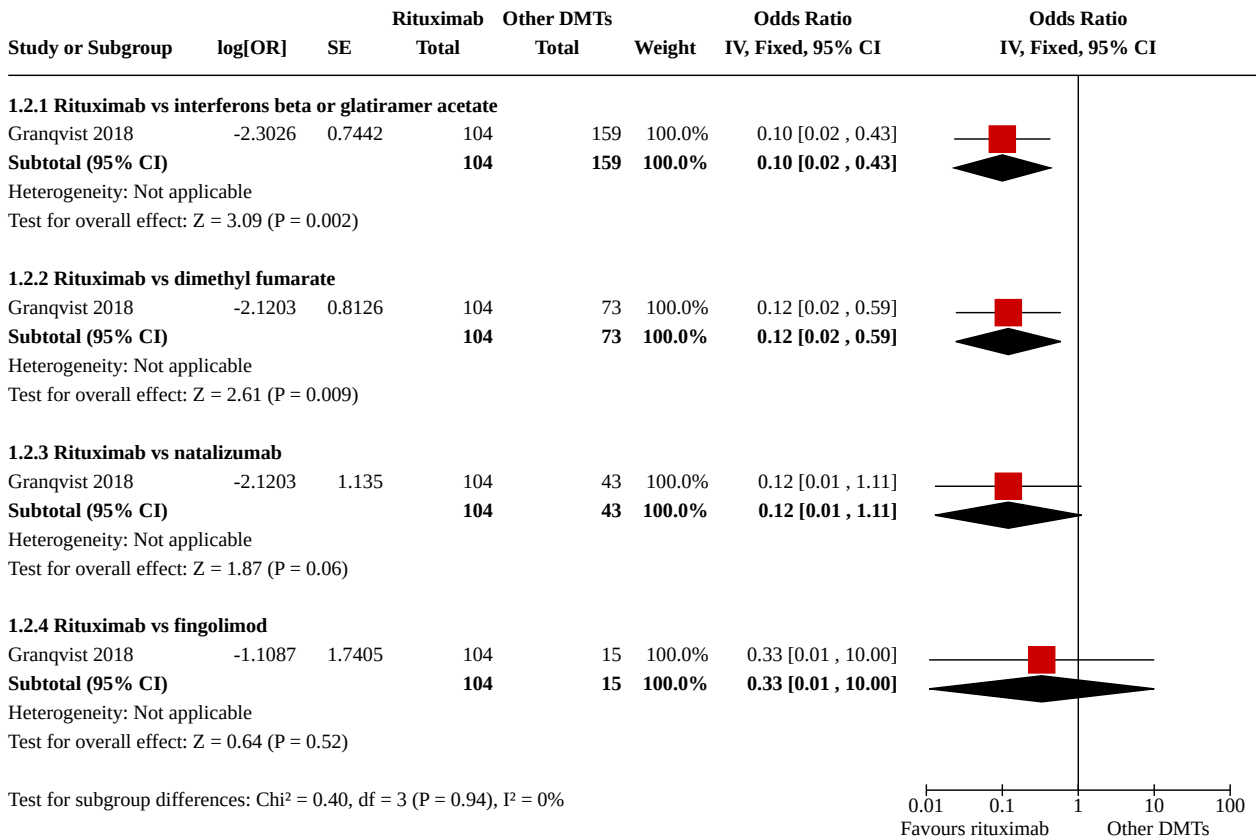 Rituximab Other DMTs Odds Ratio Odds Ratio
Study or Subgroup log[OR] SE Total Total Weight IV, Fixed, 95% CI IV, Fixed, 95% CI
1.2.1 Rituximab vs interferons beta or glatiramer acetate
Granqvist 2018 -2.3026 0.7442 104 159 100.0% 0.10 [0.02 , 0.43]
Subtotal (95% CI) 104 159 100.0% 0.10 [0.02 , 0.43]
Heterogeneity: Not applicable
Test for overall effect: Z = 3.09 (P = 0.002)
1.2.2 Rituximab vs dimethyl fumarate
Granqvist 2018 -2.1203 0.8126 104 73 100.0% 0.12 [0.02 , 0.59]
Subtotal (95% CI) 104 73 100.0% 0.12 [0.02 , 0.59]
Heterogeneity: Not applicable
Test for overall effect: Z = 2.61 (P = 0.009)
1.2.3 Rituximab vs natalizumab
Granqvist 2018 -2.1203 1.135 104 43 100.0% 0.12 [0.01 , 1.11]
Subtotal (95% CI) 104 43 100.0% 0.12 [0.01 , 1.11]
Heterogeneity: Not applicable
Test for overall effect: Z = 1.87 (P = 0.06)
1.2.4 Rituximab vs fingolimod
Granqvist 2018 -1.1087 1.7405 104 15 100.0% 0.33 [0.01 , 10.00]
Subtotal (95% CI) 104 15 100.0% 0.33 [0.01 , 10.00]
Heterogeneity: Not applicable
Test for overall effect: Z = 0.64 (P = 0.52)
Test for subgroup differences: Chi² = 0.40, df = 3 (P = 0.94), I² = 0%
0.01 0.1 1 10 100
Favours rituximab Other DMTs